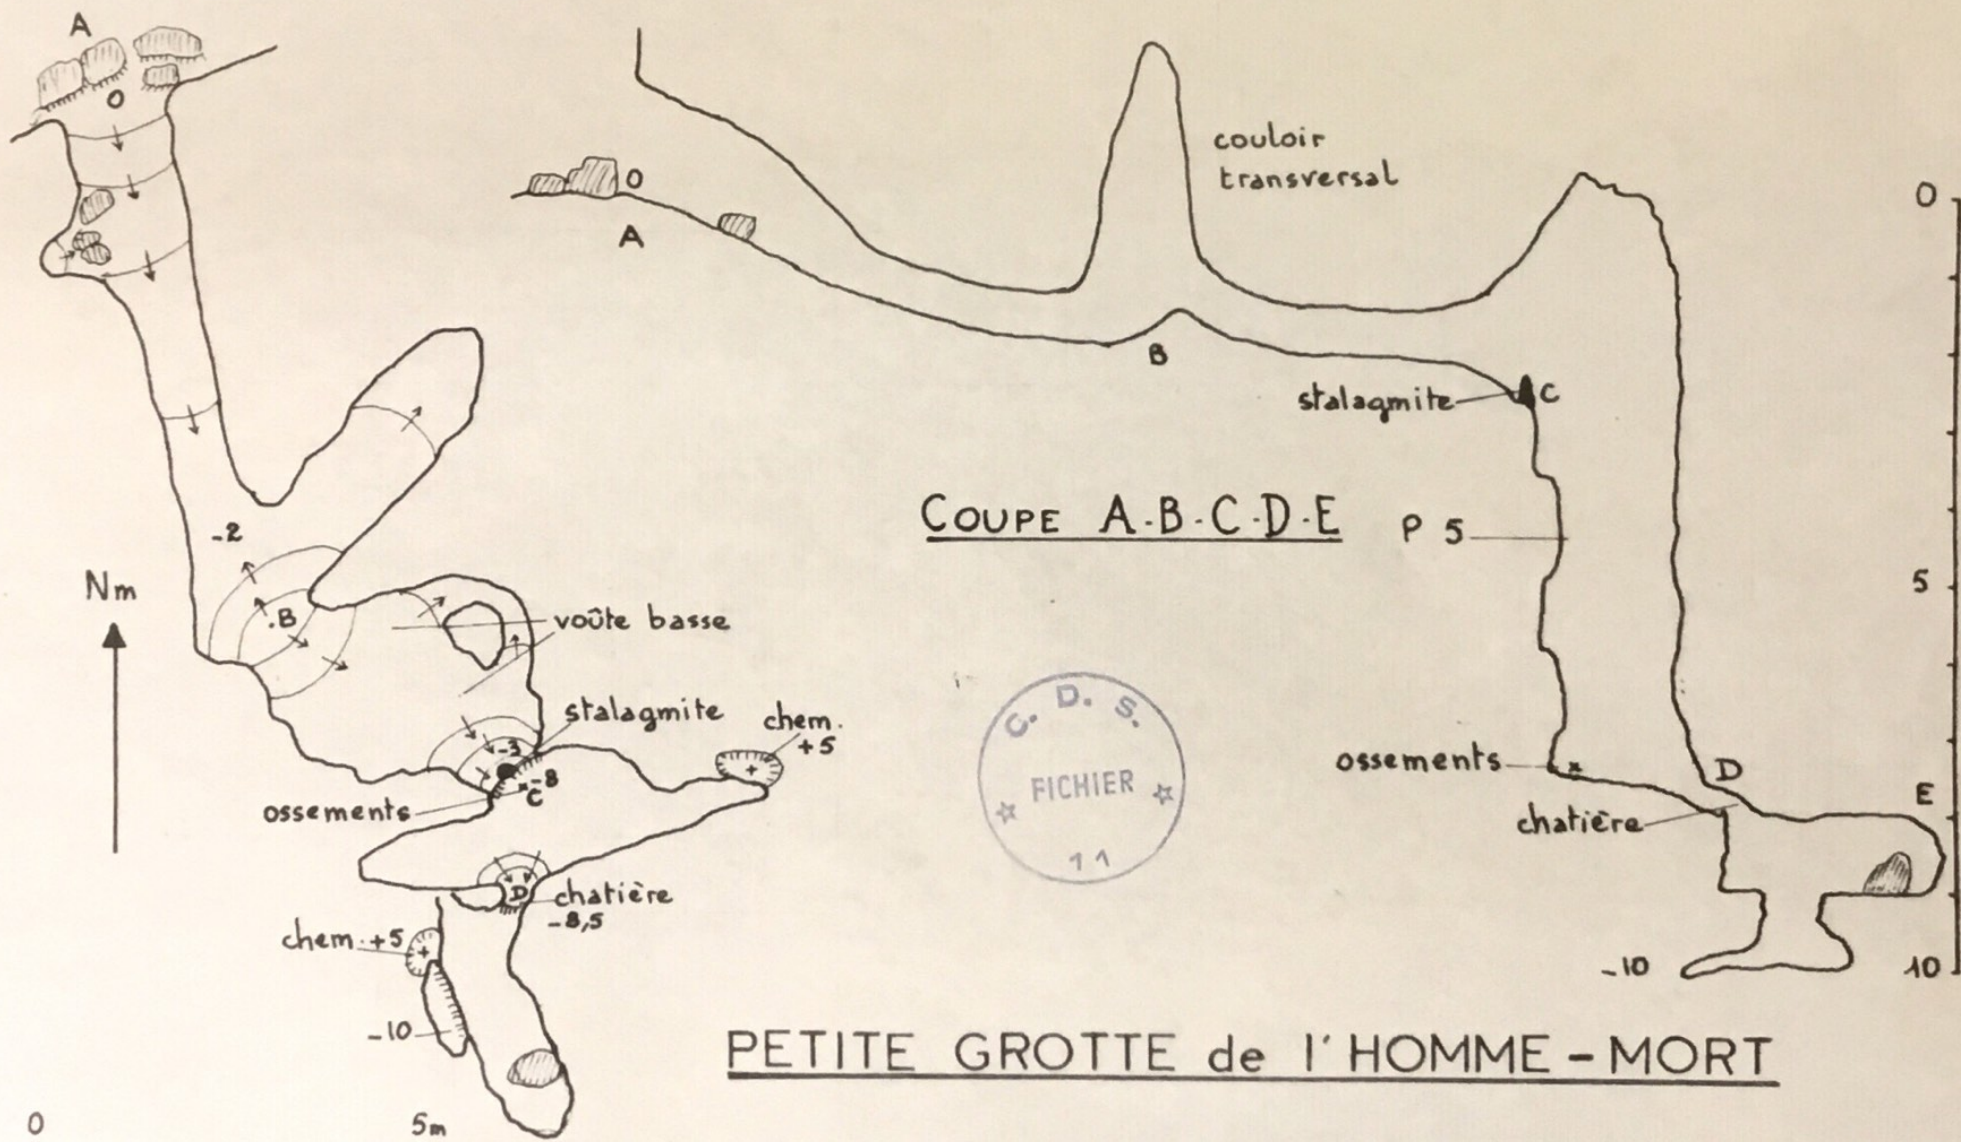 A
O
-2
.B
Nm
voûte basse
stalagmite
chem.
+5
-3
-8
C
ossements
D
chatière
-8,5
chem. +5
-10
0
5m
O
A
couloir
transversal
B
stalagmite
C
COUPE A.B.C.D.E
P 5
ossements
D
E
chatière
-10
0
5
10
C. D. S.
FICHIER
11
PETITE GROTTE de l'HOMME-MORT